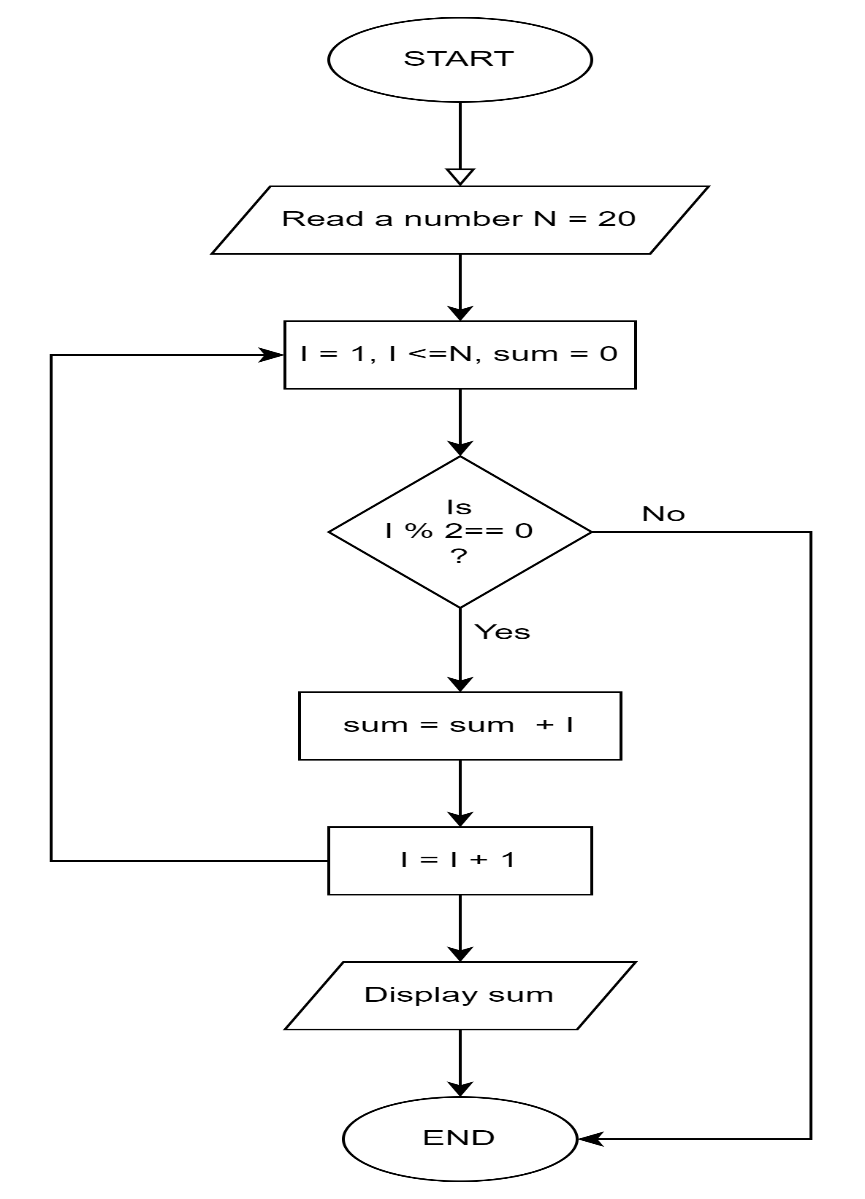 START
Read a number N = 20
I = 1, I <=N, sum = 0
Is
I % 2== 0
?
No
Yes
sum = sum  + I
I = I + 1
Display sum
END